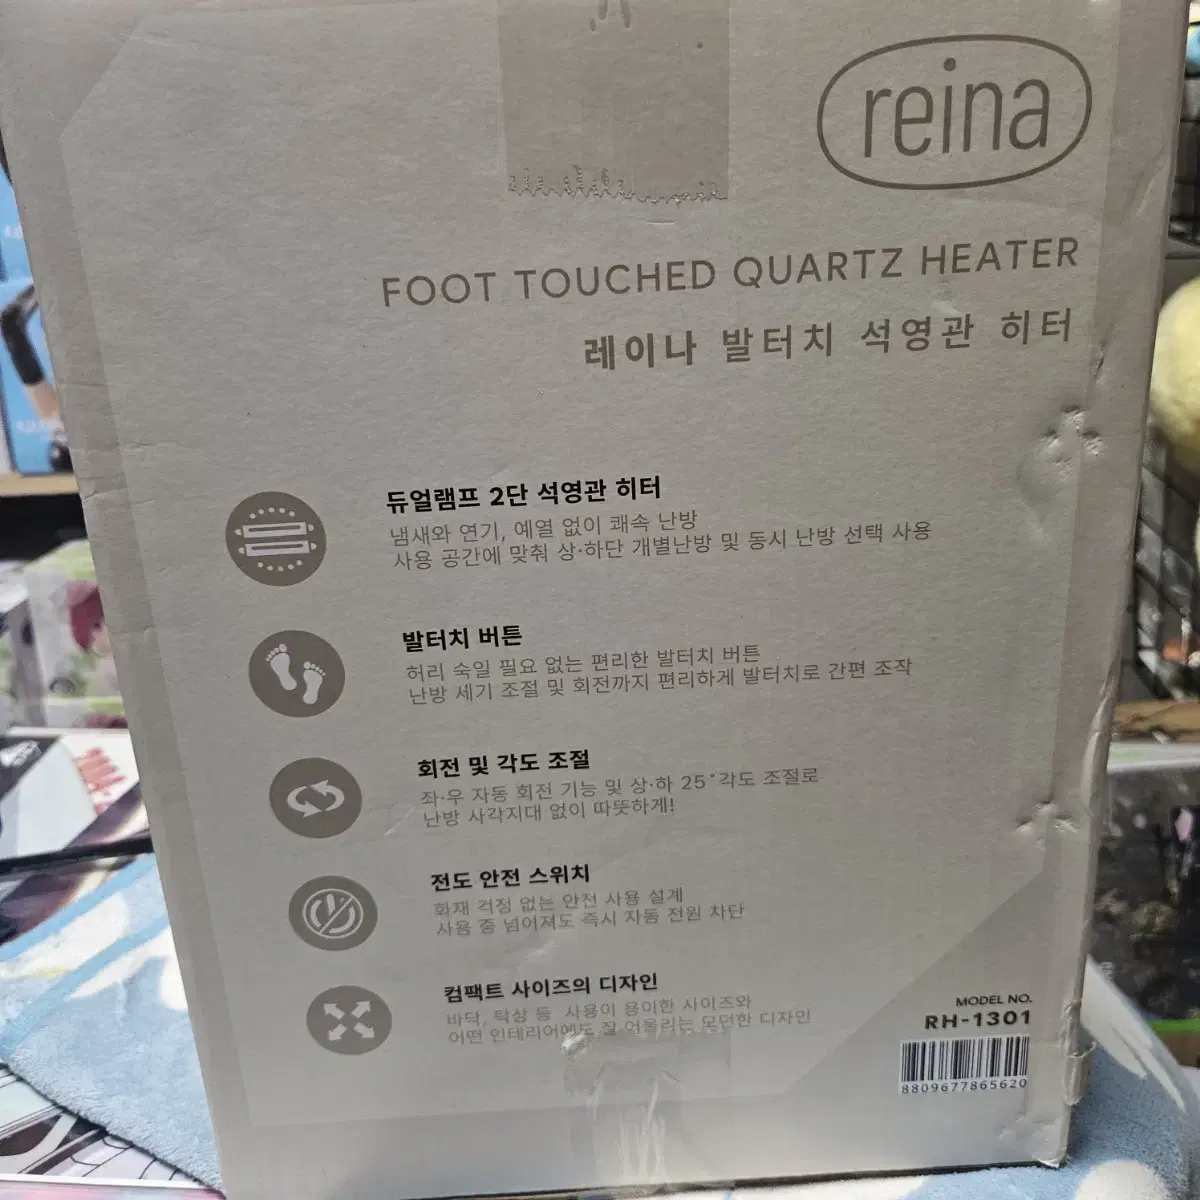 reina
FOOT TOUCHED QUARTZ HEATER
레이나 발터치 석영관 히터
듀얼램프 2단 석영관 히터
냄새와 연기, 예열 없이 쾌속 난방
사용 공간에 맞춰 상·하단 개별난방 및 동시 난방 선택 사용
발터치 버튼
허리 숙일 필요 없는 편리한 발터치 버튼
난방 세기 조절 및 회전까지 편리하게 발터치로 간편 조작
회전 및 각도 조절
좌·우 자동 회전 기능 및 상·하 25˚각도 조절로
난방 사각지대 없이 따뜻하게!
전도 안전 스위치
화재 걱정 없는 안전 사용 설계
사용 중 넘어져도 즉시 자동 전원 차단
컴팩트 사이즈의 디자인
바닥, 탁상 등 사용이 용이한 사이즈와
어떤 인테리어에도 잘 어울리는 모던한 디자인
MODEL NO.
RH-1301
8809677865620